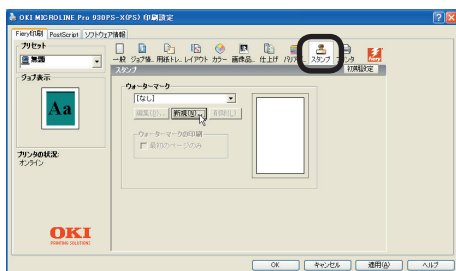 OKI MICROLINE Pro 930PS-X(PS) 印刷設定
Fiery印刷 PostScript ソフトウェア情報
プリセット
無題
一般 ジョブ情.. 用紙トレ.. レイアウト カラー 画像品.. 仕上げ バリア.. スタンプ プリンタ
スタンプ 初期設定
ジョブ表示
Aa
プリンタの状況:
オンライン
ウォーターマーク
[なし]
編集(D)... 新規(N)... 削除(L)
ウォーターマークの印刷
最初のページのみ
OKI
PRINTING SOLUTIONS
OK キャンセル 適用(A) ヘルプ